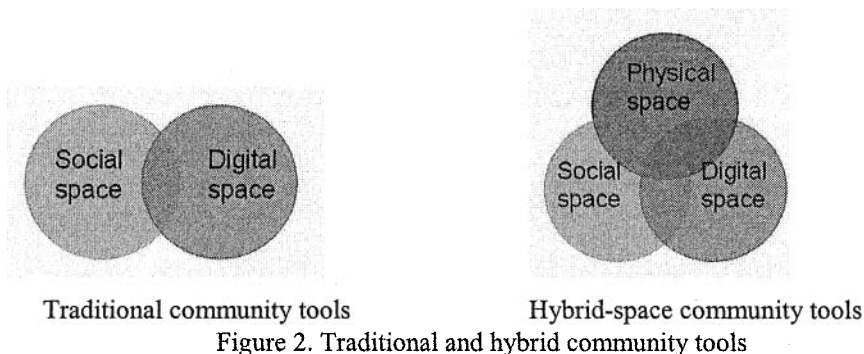 Social
space
Digital
space
Physical
space
Social
space
Digital
space
Traditional community tools
Hybrid-space community tools
Figure 2. Traditional and hybrid community tools